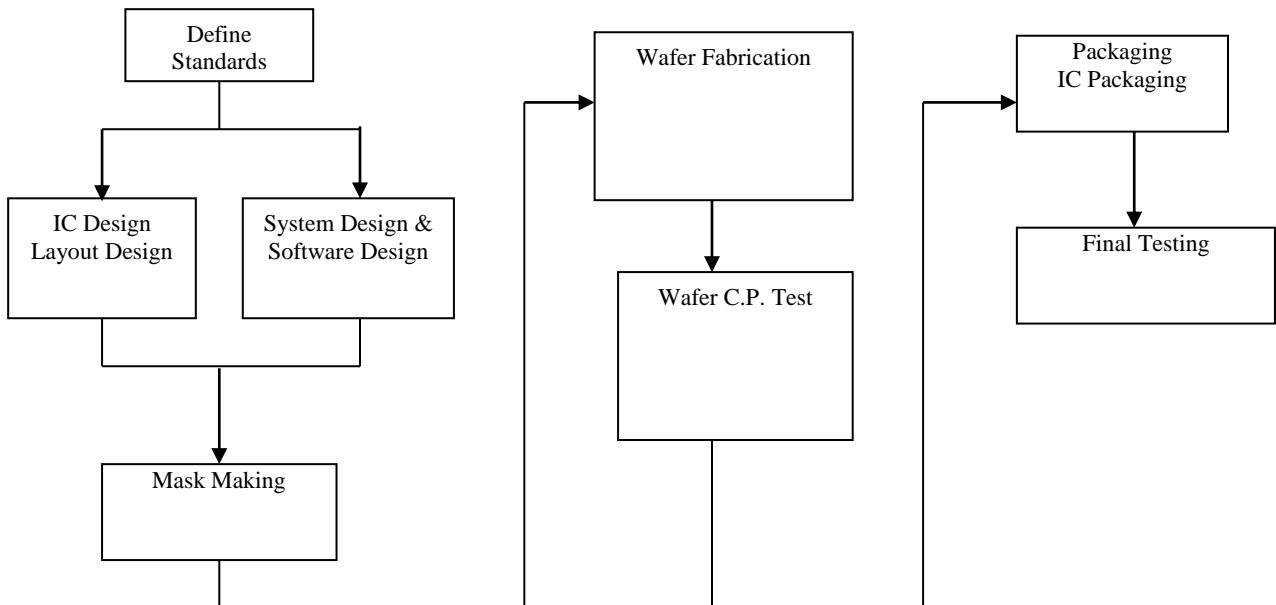 Define
Standards
IC Design
Layout Design
System Design &
Software Design
Mask Making
Wafer Fabrication
Wafer C.P. Test
Packaging
IC Packaging
Final Testing